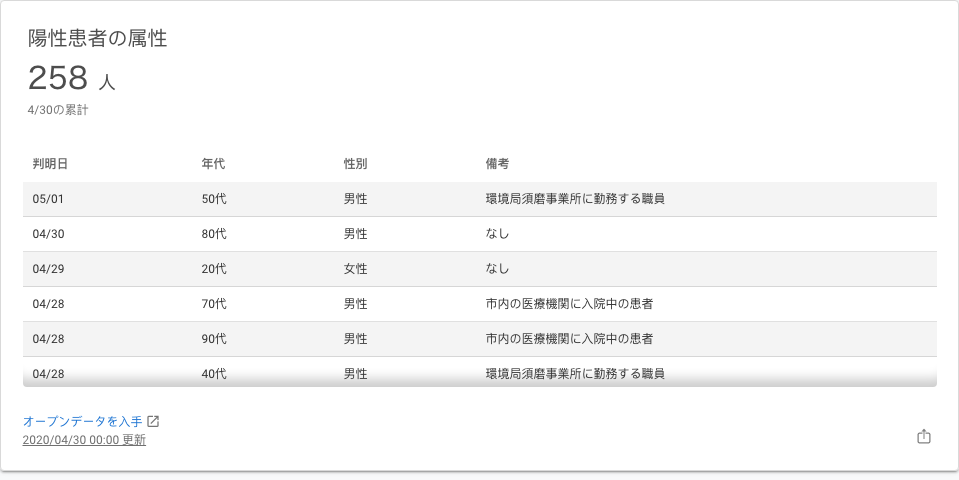 陽性患者の属性
258 人
4/30の累計
判明日 年代 性別 備考
05/01 50代 男性 環境局須磨事業所に勤務する職員
04/30 80代 男性 なし
04/29 20代 女性 なし
04/28 70代 男性 市内の医療機関に入院中の患者
04/28 90代 男性 市内の医療機関に入院中の患者
04/28 40代 男性 環境局須磨事業所に勤務する職員
オープンデータを入手
2020/04/30 00:00 更新